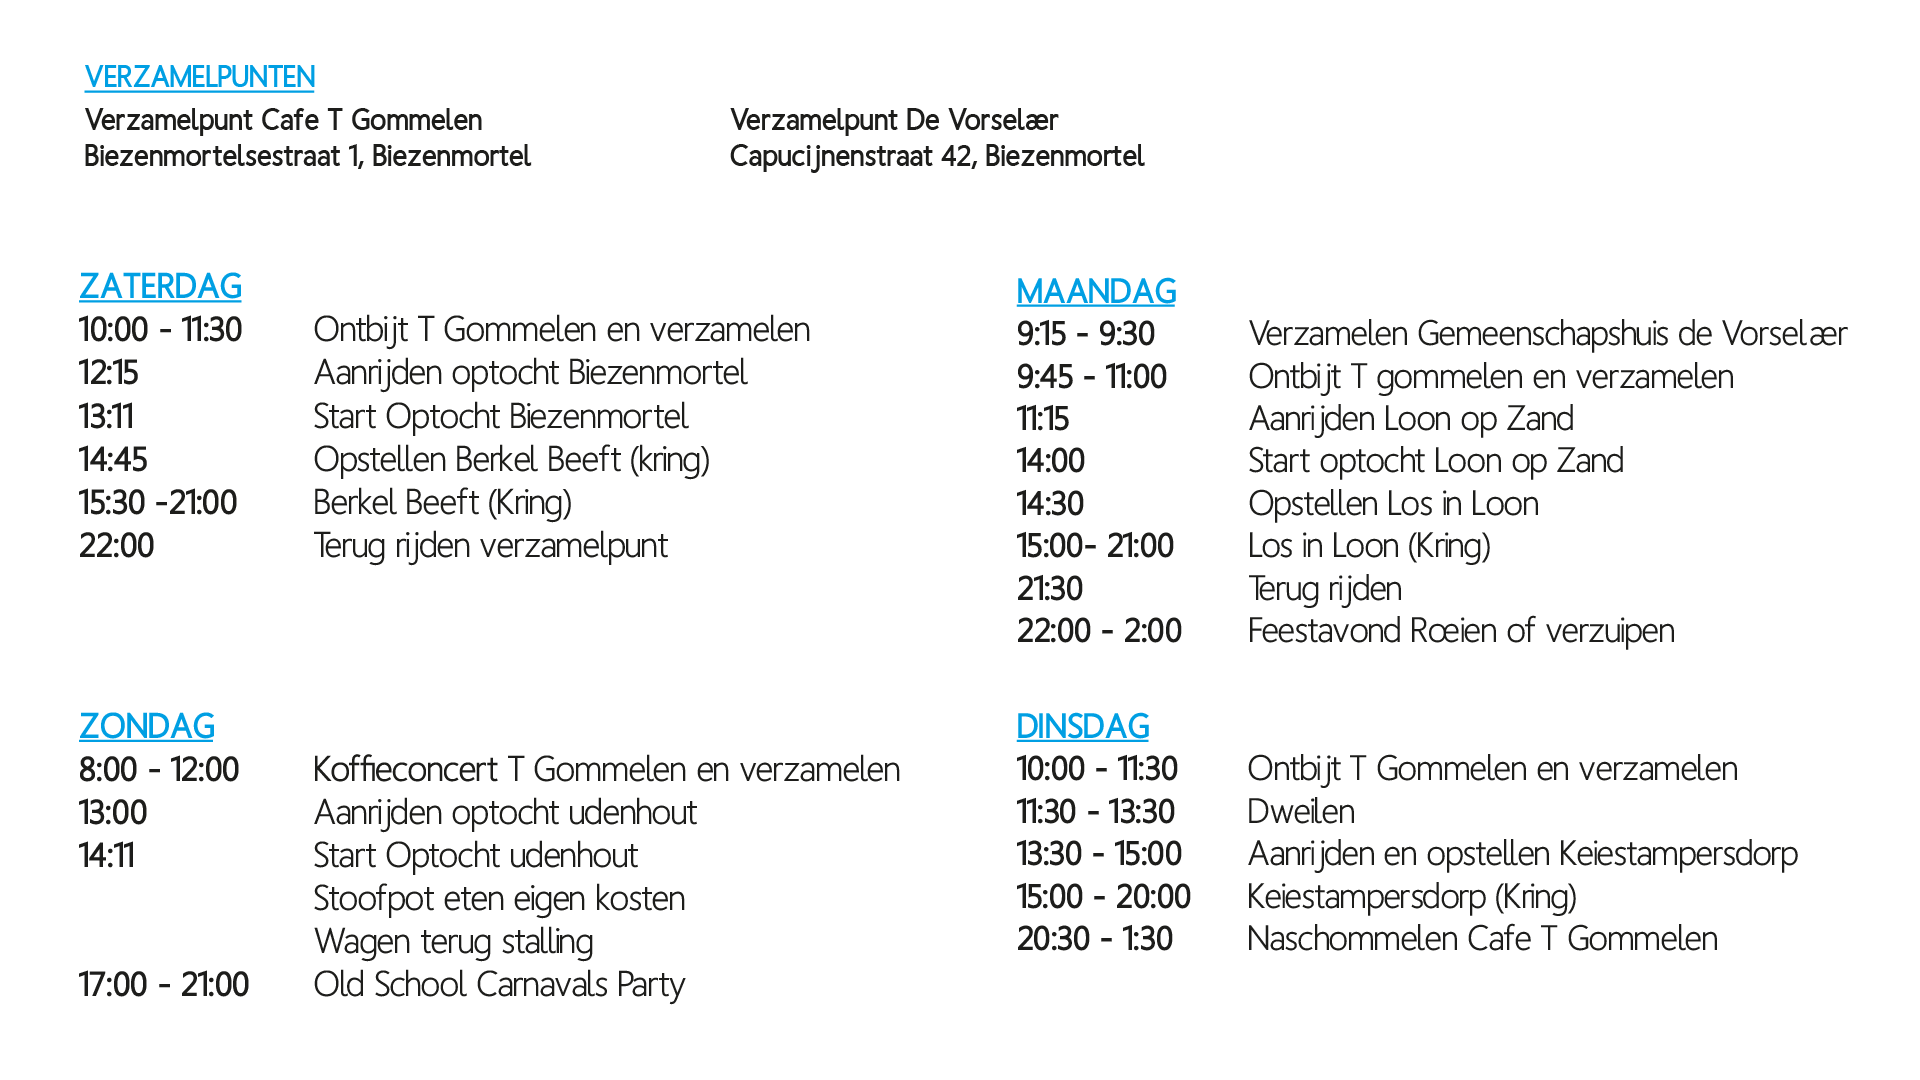 VERZAMELPUNTEN
Verzamelpunt Cafe T Gommelen
Biezenmortelsestraat 1, Biezenmortel
Verzamelpunt De Vorselær
Capucijnenstraat 42, Biezenmortel
ZATERDAG
10:00 - 11:30 Ontbijt T Gommelen en verzamelen
12:15 Aanrijden optocht Biezenmortel
13:11 Start Optocht Biezenmortel
14:45 Opstellen Berkel Beeft (kring)
15:30 -21:00 Berkel Beeft (Kring)
22:00 Terug rijden verzamelpunt
ZONDAG
8:00 - 12:00 Koffieconcert T Gommelen en verzamelen
13:00 Aanrijden optocht udenhout
14:11 Start Optocht udenhout
Stoofpot eten eigen kosten
Wagen terug stalling
17:00 - 21:00 Old School Carnavals Party
MAANDAG
9:15 - 9:30 Verzamelen Gemeenschapshuis de Vorselær
9:45 - 11:00 Ontbijt T gommelen en verzamelen
11:15 Aanrijden Loon op Zand
14:00 Start optocht Loon op Zand
14:30 Opstellen Los in Loon
15:00- 21:00 Los in Loon (Kring)
21:30 Terug rijden
22:00 - 2:00 Feestavond Rœien of verzuipen
DINSDAG
10:00 - 11:30 Ontbijt T Gommelen en verzamelen
11:30 - 13:30 Dweilen
13:30 - 15:00 Aanrijden en opstellen Keiestampersdorp
15:00 - 20:00 Keiestampersdorp (Kring)
20:30 - 1:30 Naschommelen Cafe T Gommelen